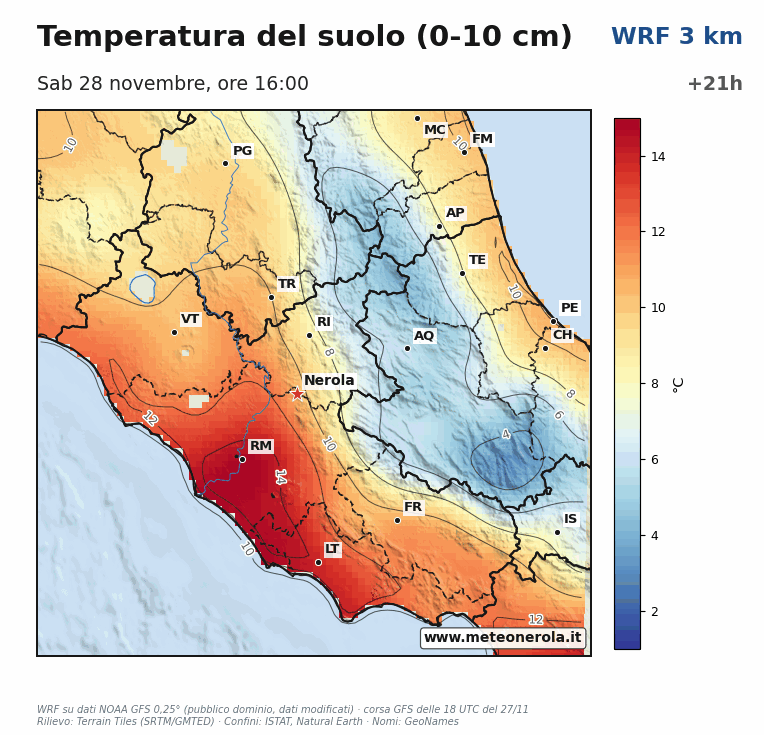 Temperatura del suolo (0-10 cm)
WRF 3 km
Sab 28 novembre, ore 16:00
+21h
10
MC
10
FM
PG
AP
TE
TR
10
PE
VT
RI
AQ
CH
8
Nerola
8
6
12
10
4
RM
14
FR
IS
10
LT
12
www.meteonerola.it
14
12
10
8
6
4
2
°C
WRF su dati NOAA GFS 0,25° (pubblico dominio, dati modificati) · corsa GFS delle 18 UTC del 27/11
Rilievo: Terrain Tiles (SRTM/GMTED) · Confini: ISTAT, Natural Earth · Nomi: GeoNames